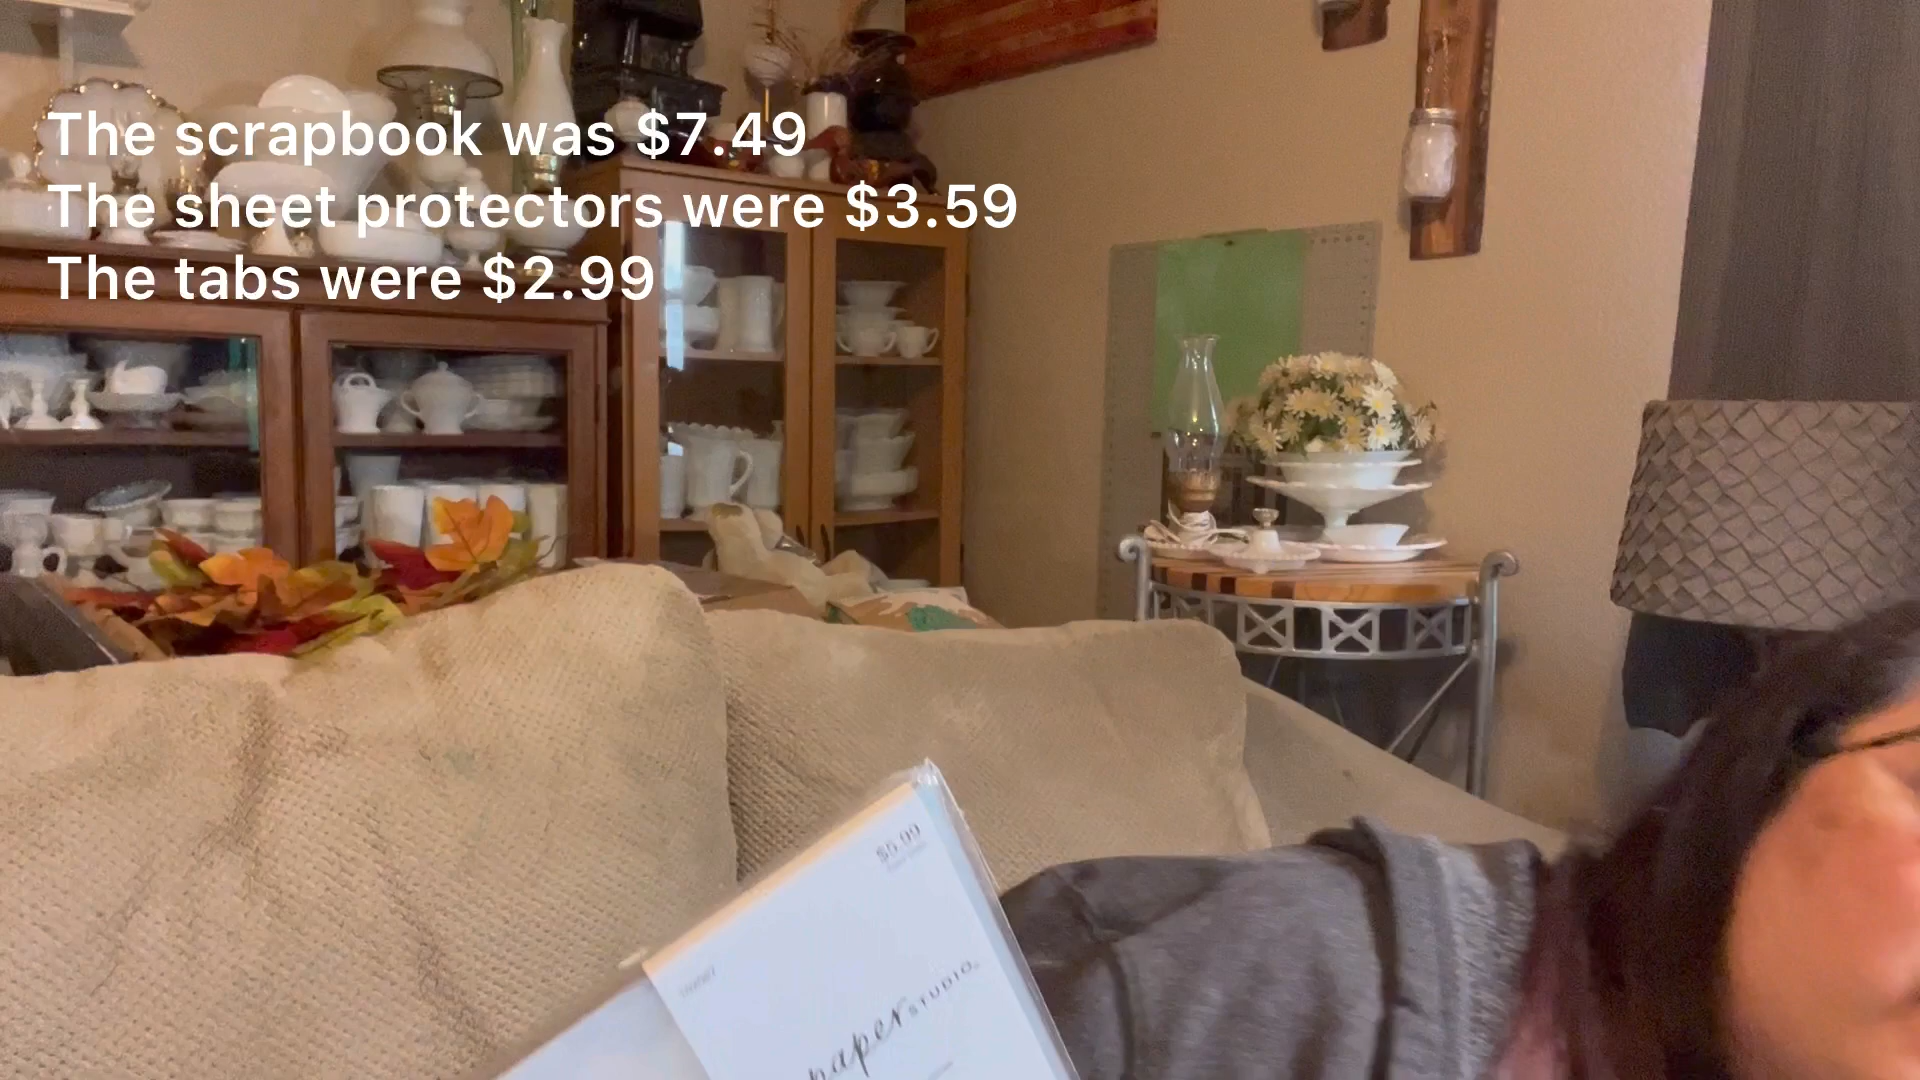 The scrapbook was $7.49
The sheet protectors were $3.59
The tabs were $2.99
$5.99
paper STUDIO